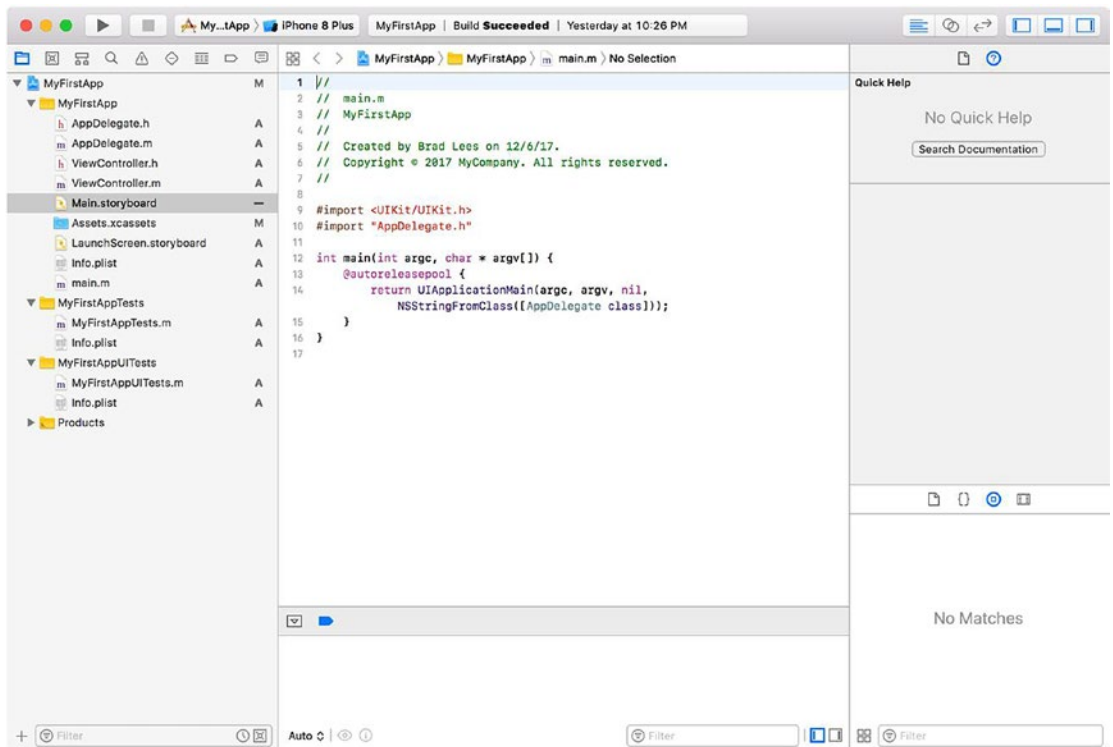 My...tApp 〉 iPhone 8 Plus MyFirstApp | Build Succeeded | Yesterday at 10:26 PM
MyFirstApp 〉 MyFirstApp 〉 m main.m 〉 No Selection
MyFirstApp M
MyFirstApp
h AppDelegate.h A
m AppDelegate.m A
h ViewController.h A
m ViewController.m A
Main.storyboard –
Assets.xcassets M
LaunchScreen.storyboard A
Info.plist A
m main.m A
MyFirstAppTests
m MyFirstAppTests.m A
Info.plist A
MyFirstAppUITests
m MyFirstAppUITests.m A
Info.plist A
Products
Filter
1 //
2 // main.m
3 // MyFirstApp
4 //
5 // Created by Brad Lees on 12/6/17.
6 // Copyright © 2017 MyCompany. All rights reserved.
7 //
8
9 #import <UIKit/UIKit.h>
10 #import "AppDelegate.h"
11
12 int main(int argc, char * argv[]) {
13 @autoreleasepool {
14 return UIApplicationMain(argc, argv, nil,
NSStringFromClass([AppDelegate class]));
15 }
16 }
17
Auto
Filter
Quick Help
No Quick Help
Search Documentation
{}
No Matches
Filter